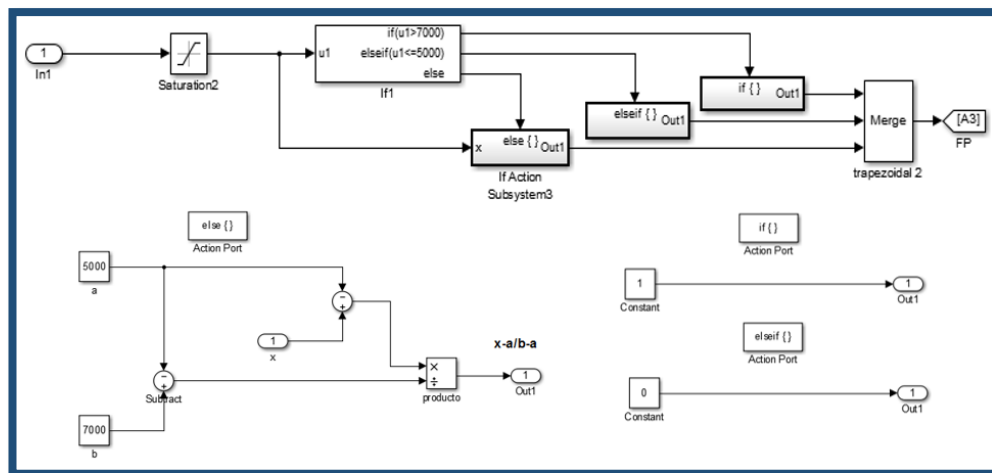 1
In1
Saturation2
u1
if(u1>7000)
elseif(u1<=5000)
else
If1
if { }
Out1
elseif { }
Out1
x
else { }
Out1
If Action
Subsystem3
Merge
trapezoidal 2
[A3]
FP
else { }
Action Port
5000
a
−
+
1
x
−
+
Subtract
7000
b
x-a/b-a
×
÷
producto
1
Out1
if { }
Action Port
1
Constant
1
Out1
elseif { }
Action Port
0
Constant
1
Out1